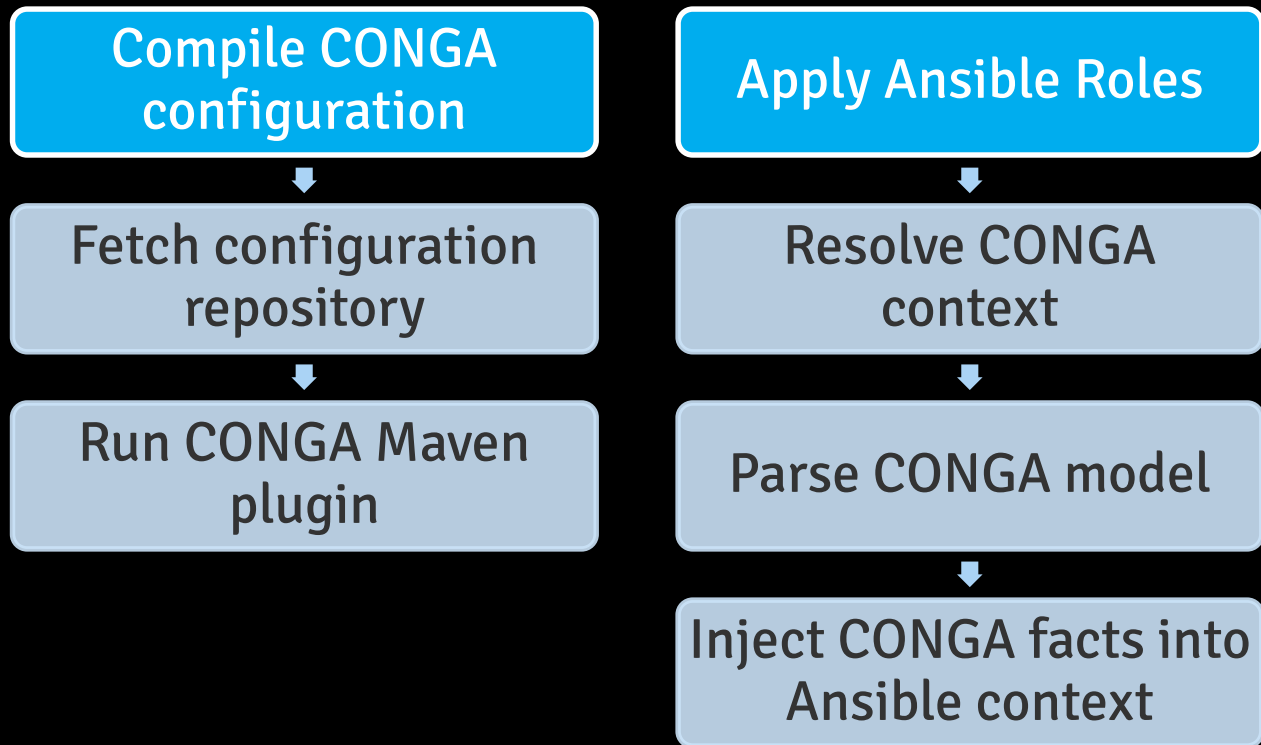 Compile CONGA
configuration
Fetch configuration
repository
Run CONGA Maven
plugin
Apply Ansible Roles
Resolve CONGA
context
Parse CONGA model
Inject CONGA facts into
Ansible context